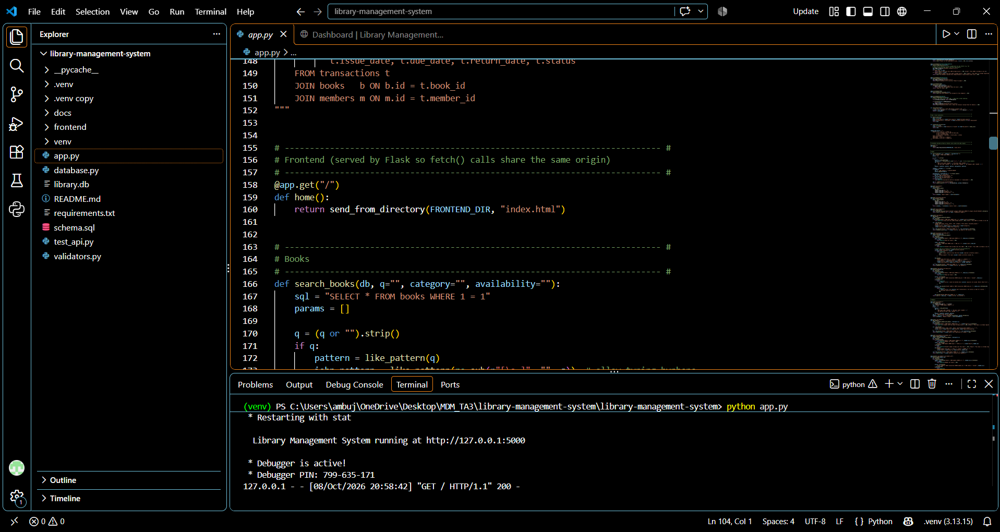 File Edit Selection View Go Run Terminal Help
library-management-system
Update
Explorer
library-management-system
__pycache__
.venv
.venv copy
docs
frontend
venv
app.py
database.py
library.db
README.md
requirements.txt
schema.sql
test_api.py
validators.py
Outline
Timeline
app.py
Dashboard | Library Management...
app.py > ...
148 t.issue_date, t.due_date, t.return_date, t.status
149 FROM transactions t
150 JOIN books   b ON b.id = t.book_id
151 JOIN members m ON m.id = t.member_id
152 """
153
154
155 # --------------------------------------------------------------------------- #
156 # Frontend (served by Flask so fetch() calls share the same origin)
157 # --------------------------------------------------------------------------- #
158 @app.get("/")
159 def home():
160     return send_from_directory(FRONTEND_DIR, "index.html")
161
162
163 # --------------------------------------------------------------------------- #
164 # Books
165 # --------------------------------------------------------------------------- #
166 def search_books(db, q="", category="", availability=""):
167     sql = "SELECT * FROM books WHERE 1 = 1"
168     params = []
169
170     q = (q or "").strip()
171     if q:
172         pattern = like_pattern(q)
Problems Output Debug Console Terminal Ports
python
(venv) PS C:\Users\ambuj\OneDrive\Desktop\MDM_TA3\library-management-system\library-management-system> python app.py
* Restarting with stat
Library Management System running at http://127.0.0.1:5000
* Debugger is active!
* Debugger PIN: 799-635-171
127.0.0.1 - - [08/Oct/2026 20:58:42] "GET / HTTP/1.1" 200 -
1
0 0
Ln 104, Col 1 Spaces: 4 UTF-8 LF { } Python .venv (3.13.15)